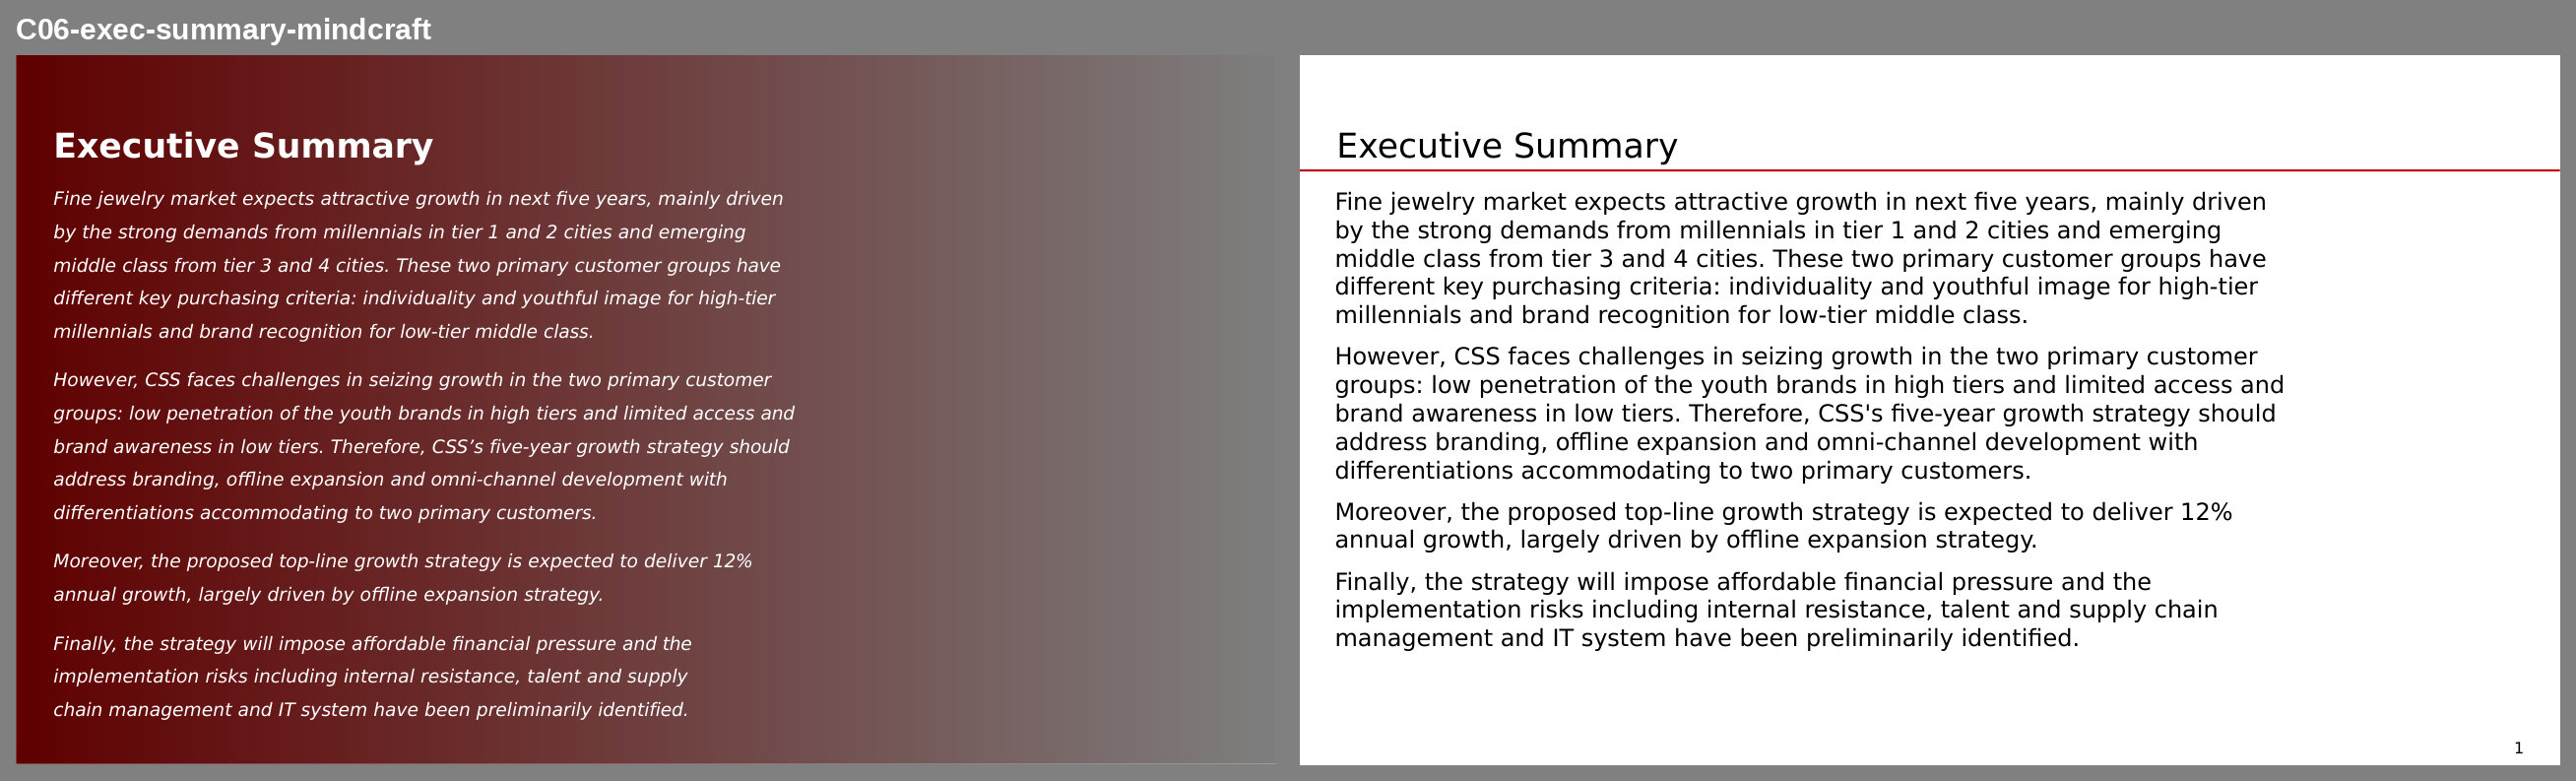 C06-exec-summary-mindcraft
Executive Summary
Fine jewelry market expects attractive growth in next five years, mainly driven
by the strong demands from millennials in tier 1 and 2 cities and emerging
middle class from tier 3 and 4 cities. These two primary customer groups have
different key purchasing criteria: individuality and youthful image for high-tier
millennials and brand recognition for low-tier middle class.
However, CSS faces challenges in seizing growth in the two primary customer
groups: low penetration of the youth brands in high tiers and limited access and
brand awareness in low tiers. Therefore, CSS’s five-year growth strategy should
address branding, offline expansion and omni-channel development with
differentiations accommodating to two primary customers.
Moreover, the proposed top-line growth strategy is expected to deliver 12%
annual growth, largely driven by offline expansion strategy.
Finally, the strategy will impose affordable financial pressure and the
implementation risks including internal resistance, talent and supply
chain management and IT system have been preliminarily identified.
Executive Summary
Fine jewelry market expects attractive growth in next five years, mainly driven
by the strong demands from millennials in tier 1 and 2 cities and emerging
middle class from tier 3 and 4 cities. These two primary customer groups have
different key purchasing criteria: individuality and youthful image for high-tier
millennials and brand recognition for low-tier middle class.
However, CSS faces challenges in seizing growth in the two primary customer
groups: low penetration of the youth brands in high tiers and limited access and
brand awareness in low tiers. Therefore, CSS's five-year growth strategy should
address branding, offline expansion and omni-channel development with
differentiations accommodating to two primary customers.
Moreover, the proposed top-line growth strategy is expected to deliver 12%
annual growth, largely driven by offline expansion strategy.
Finally, the strategy will impose affordable financial pressure and the
implementation risks including internal resistance, talent and supply chain
management and IT system have been preliminarily identified.
1